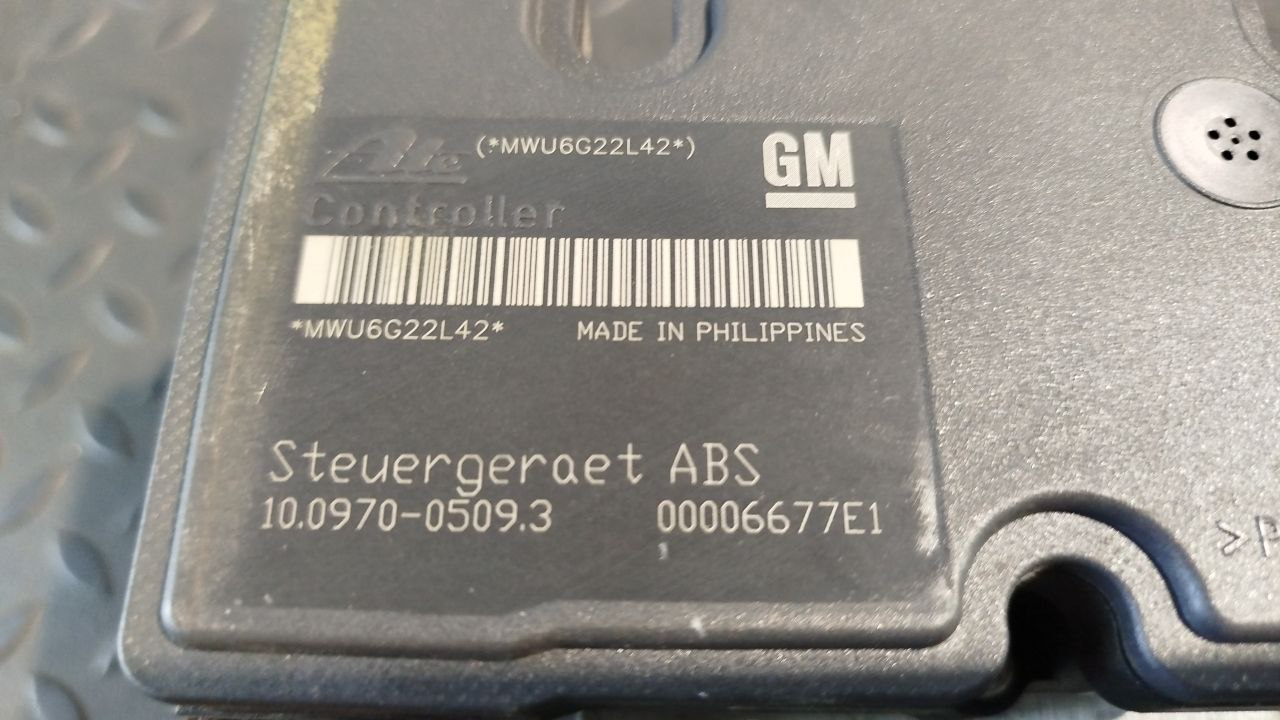 Ate (*MWU6G22L42*) GM
Controller
*MWU6G22L42* MADE IN PHILIPPINES
Steuergeraet ABS
10.0970-0509.3 00006677E1